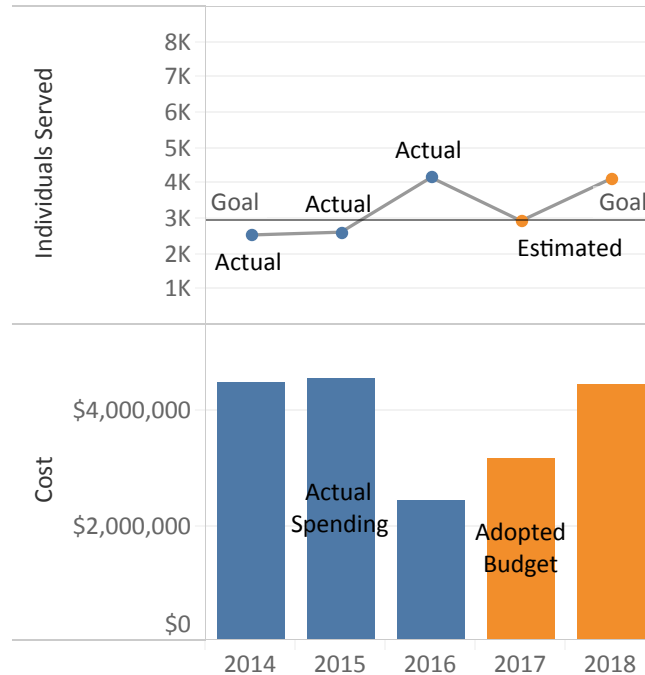 Individuals Served
8K
7K
6K
5K
4K
3K
2K
1K
Goal
Actual
Actual
Actual
Estimated
Goal
Cost
$4,000,000
$2,000,000
$0
Actual
Spending
Adopted
Budget
2014
2015
2016
2017
2018